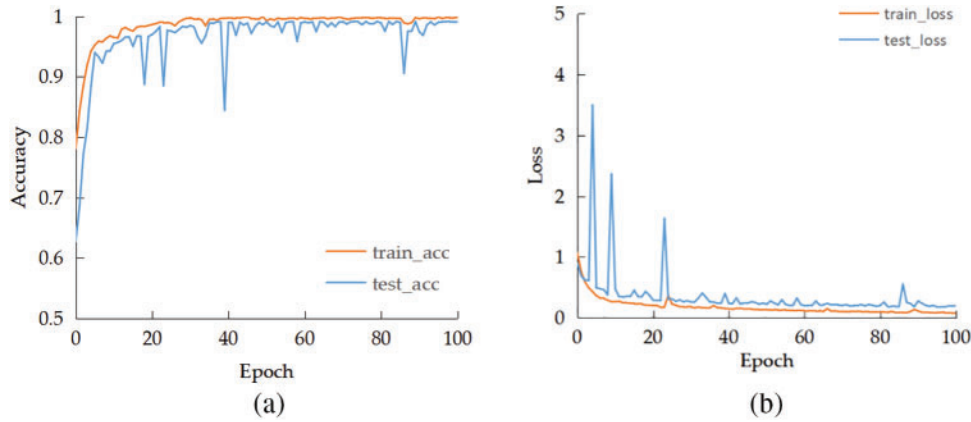 1
0.9
0.8
0.7
0.6
0.5
0 20 40 60 80 100
Accuracy
Epoch
train_acc
test_acc
(a)
5
4
3
2
1
0
0 20 40 60 80 100
Loss
Epoch
train_loss
test_loss
(b)